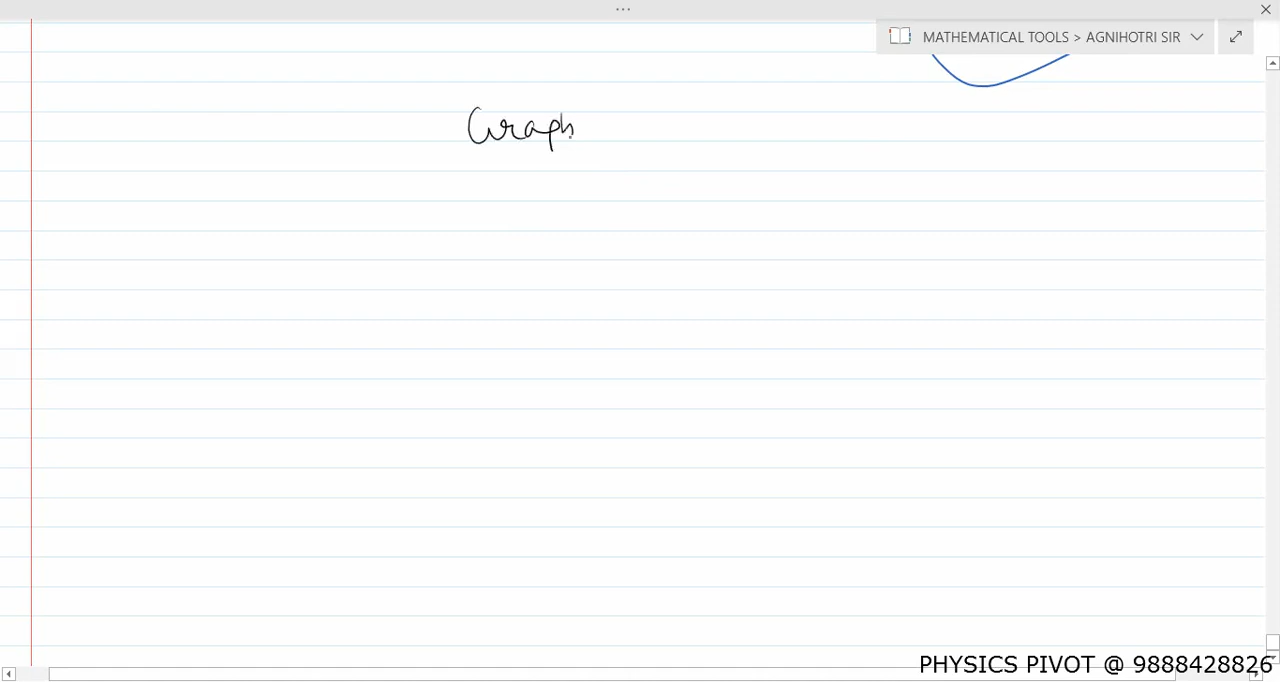 MATHEMATICAL TOOLS > AGNIHOTRI SIR
Graph
PHYSICS PIVOT @ 9888428826